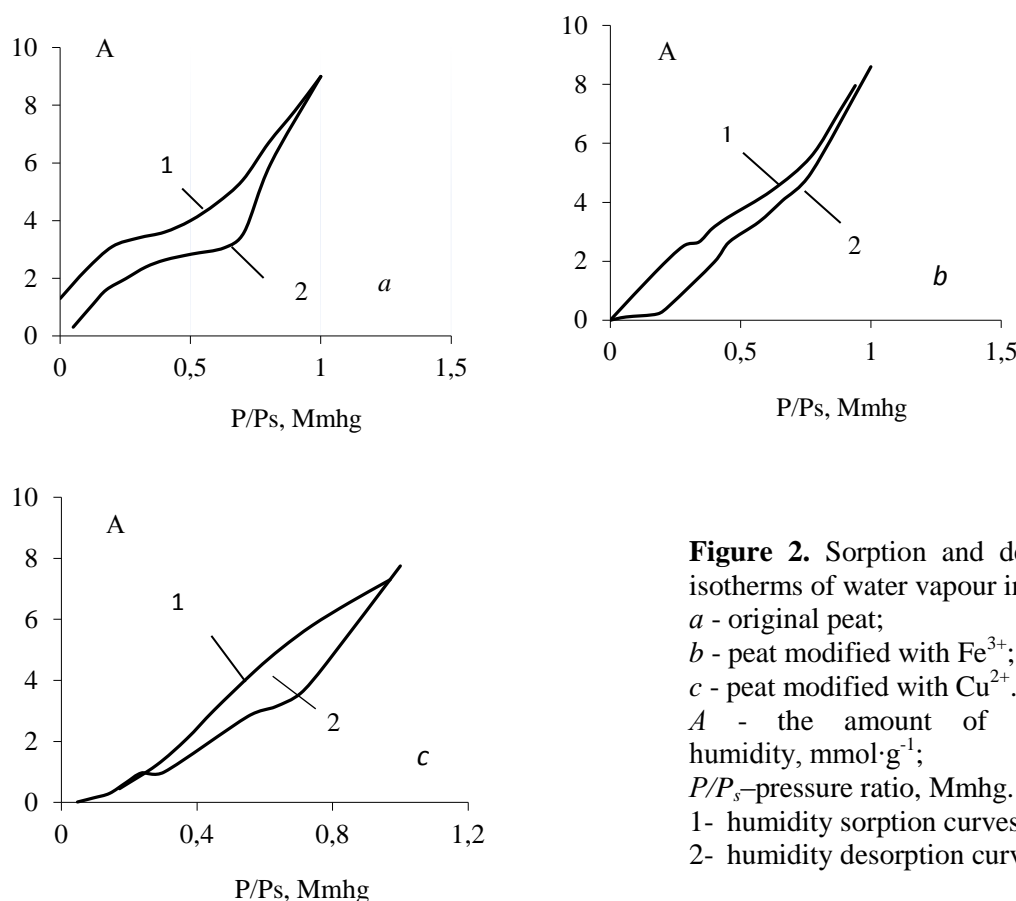 10
A
8
6
1
4
2
2
a
0
0
0,5
1
1,5
P/Ps, Mmhg
10
A
8
6
1
4
2
2
b
0
0
0,5
1
1,5
P/Ps, Mmhg
10
A
8
1
6
4
2
2
c
0
0
0,4
0,8
1,2
P/Ps, Mmhg
Figure 2. Sorption and
isotherms of water vapour
a - original peat;
b - peat modified with Fe³⁺;
c - peat modified with Cu²⁺.
A - the amount of
humidity, mmol·g⁻¹;
P/Pₛ–pressure ratio, Mmhg.
1- humidity sorption curves
2- humidity desorption